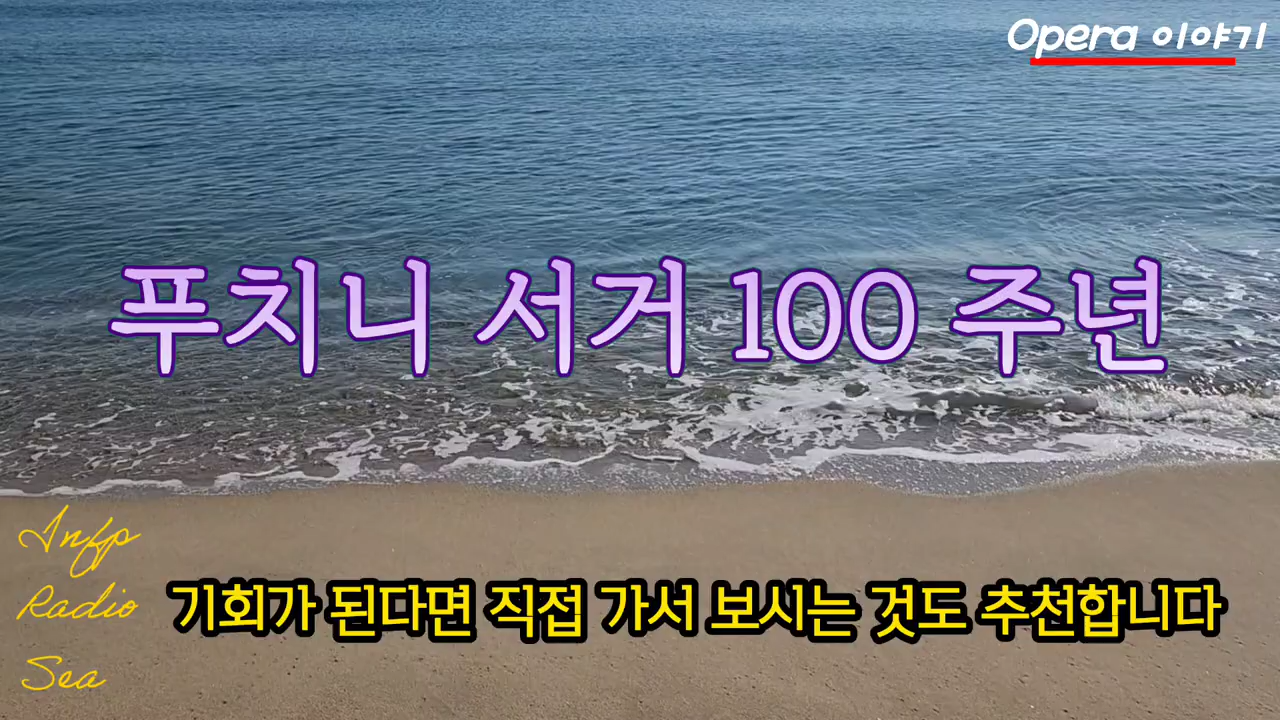 Opera 이야기
푸치니 서거 100 주년
Infp
Radio
Sea
기회가 된다면 직접 가서 보시는 것도 추천합니다